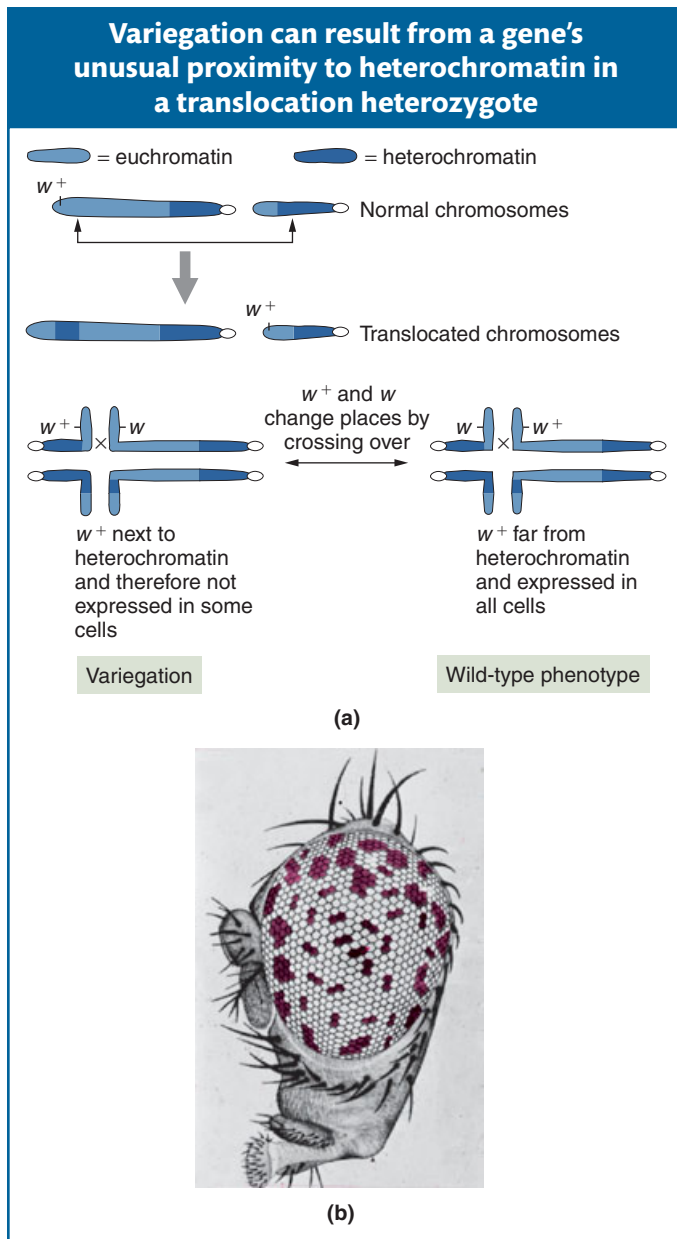 Variegation can result from a gene's
unusual proximity to heterochromatin in
a translocation heterozygote
= euchromatin
= heterochromatin
w+
Normal chromosomes
w+
Translocated chromosomes
w+
w
w+ and w
change places by
crossing over
w
w+
×
×
w+ next to
heterochromatin
and therefore not
expressed in some
cells
w+ far from
heterochromatin
and expressed in
all cells
Variegation
Wild-type phenotype
(a)
(b)